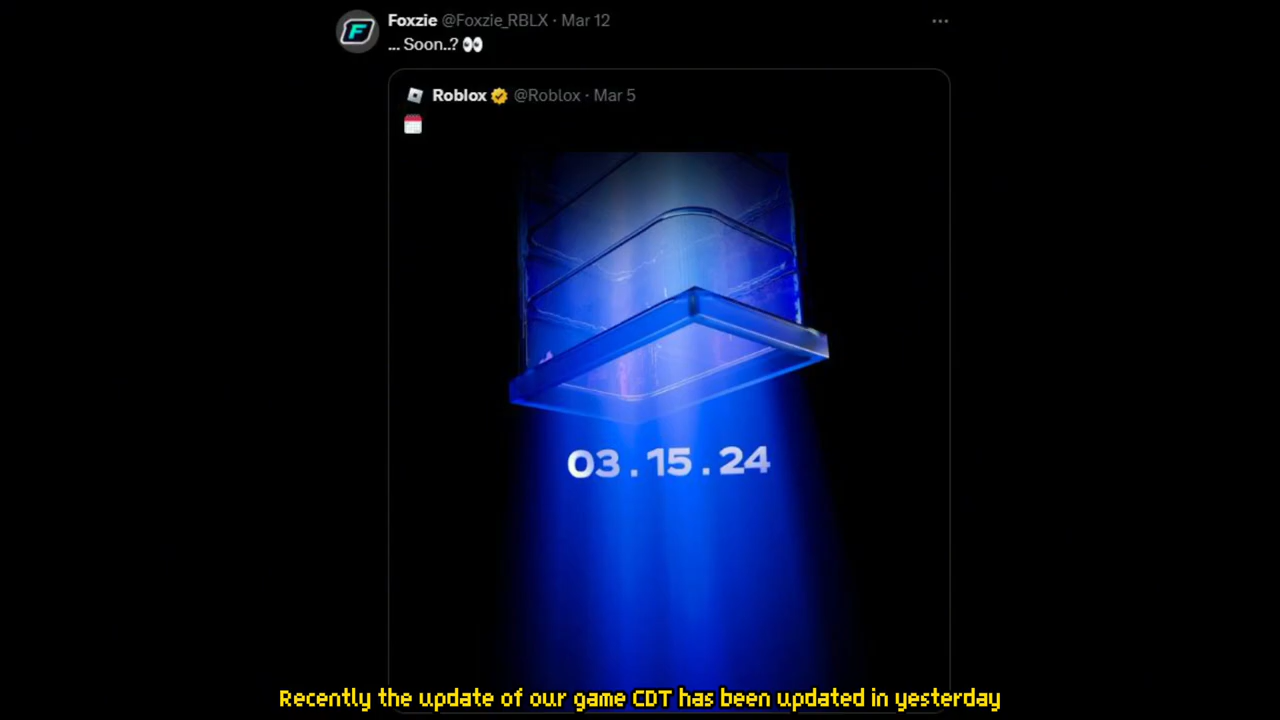 Foxzie @Foxzie_RBLX · Mar 12
... Soon..? 👀
Roblox @Roblox · Mar 5
03.15.24
Recently the update of our game CDT has been updated in yesterday